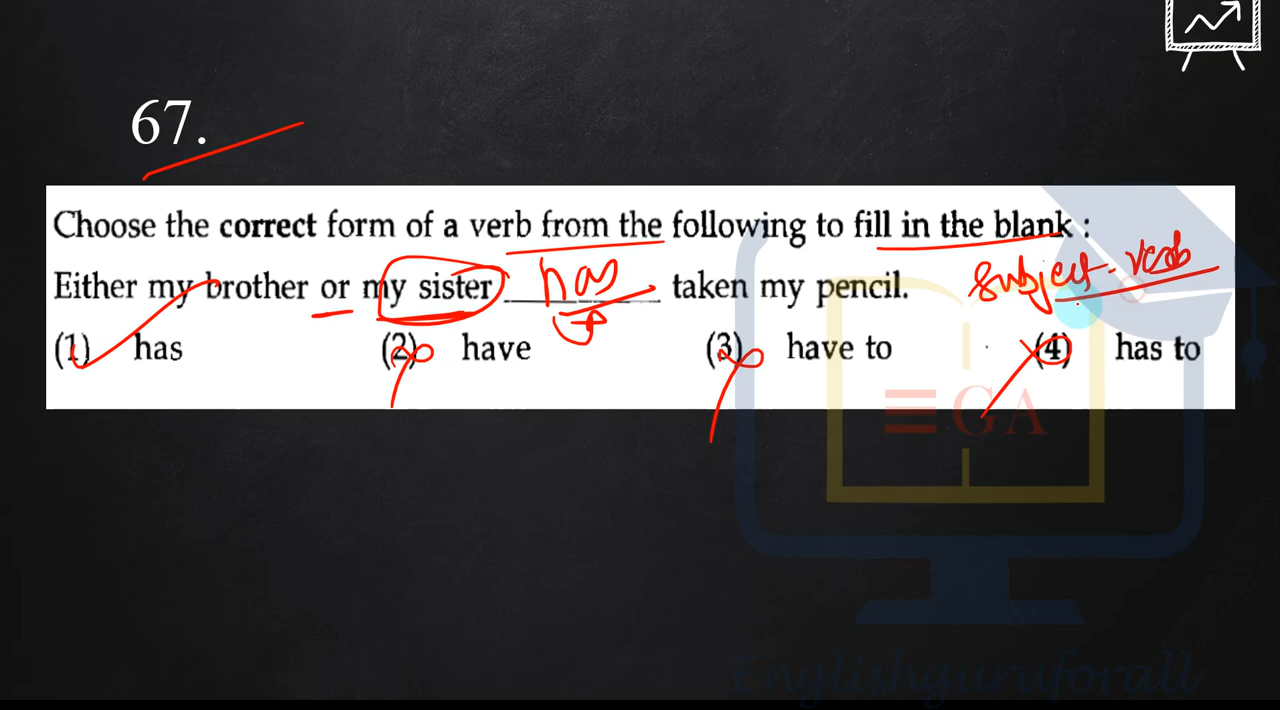 67.
Choose the correct form of a verb from the following to fill in the blank :
Either my brother or my sister has taken my pencil.
subject - verb
(1) has (2) have (3) have to (4) has to
EGA
Englishguruforall